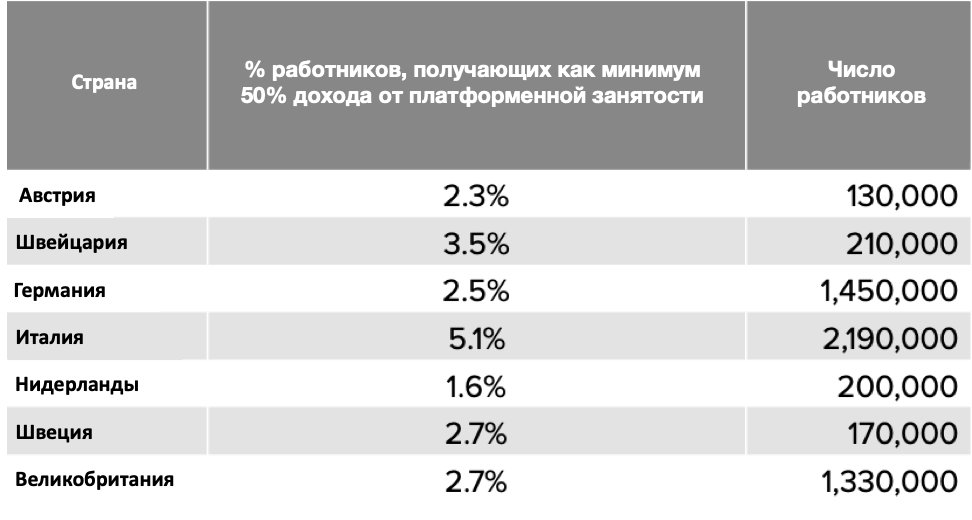 Страна
% работников, получающих как минимум
50% дохода от платформенной занятости
Число
работников
Австрия 2.3% 130,000
Швейцария 3.5% 210,000
Германия 2.5% 1,450,000
Италия 5.1% 2,190,000
Нидерланды 1.6% 200,000
Швеция 2.7% 170,000
Великобритания 2.7% 1,330,000